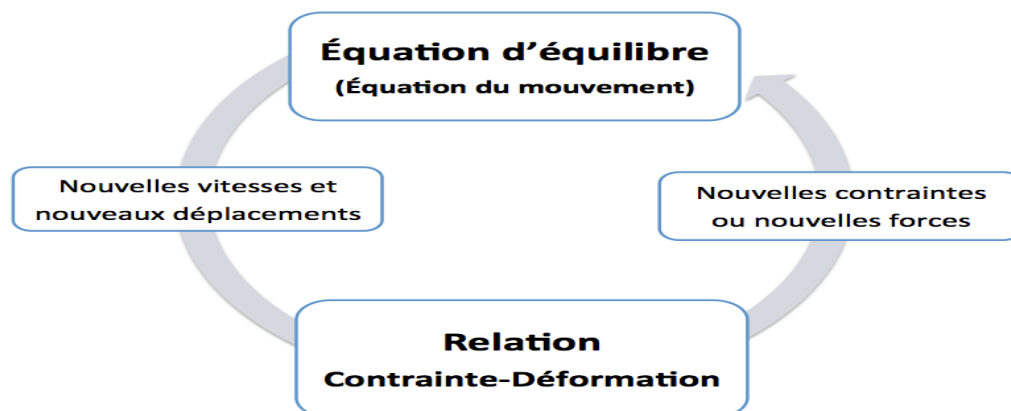 Équation d’équilibre
(Équation du mouvement)
Nouvelles vitesses et
nouveaux déplacements
Nouvelles contraintes
ou nouvelles forces
Relation
Contrainte-Déformation